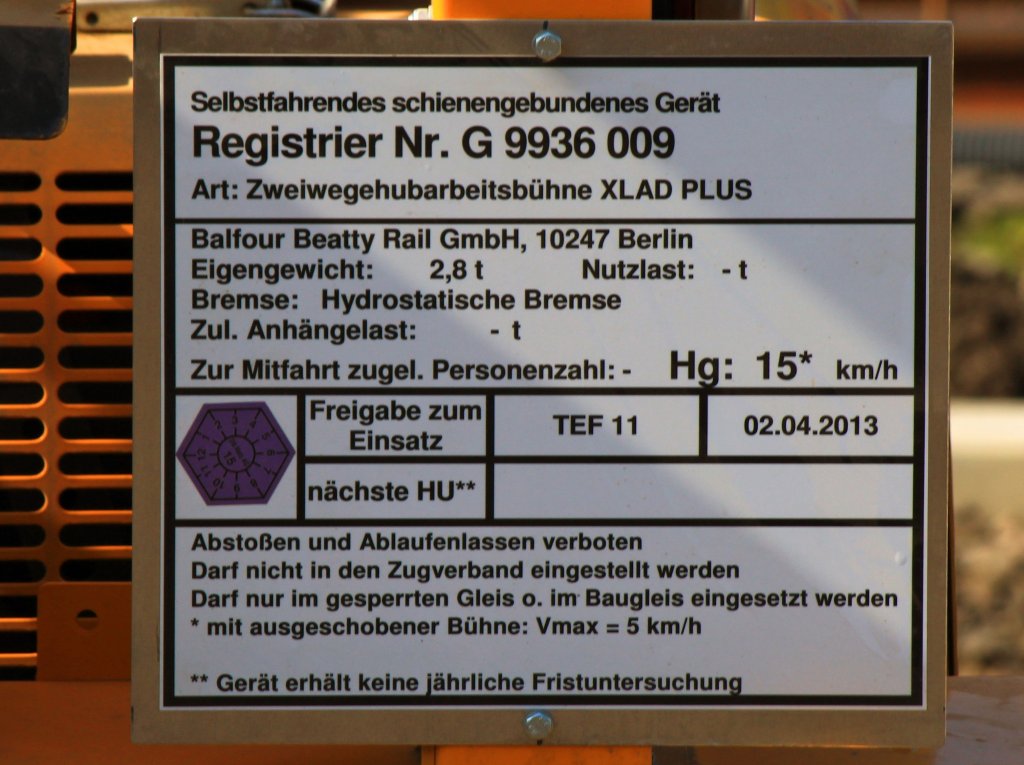 Selbstfahrendes schienengebundenes Gerät
Registrier Nr. G 9936 009
Art: Zweiwegehubarbeitsbühne XLAD PLUS
Balfour Beatty Rail GmbH, 10247 Berlin
Eigengewicht: 2,8 t Nutzlast: - t
Bremse: Hydrostatische Bremse
Zul. Anhängelast: - t
Zur Mitfahrt zugel. Personenzahl: - Hg: 15* km/h
Freigabe zum
Einsatz
TEF 11
02.04.2013
nächste HU**
Abstoßen und Ablaufenlassen verboten
Darf nicht in den Zugverband eingestellt werden
Darf nur im gesperrten Gleis o. im Baugleis eingesetzt werden
* mit ausgeschobener Bühne: Vmax = 5 km/h
** Gerät erhält keine jährliche Fristuntersuchung